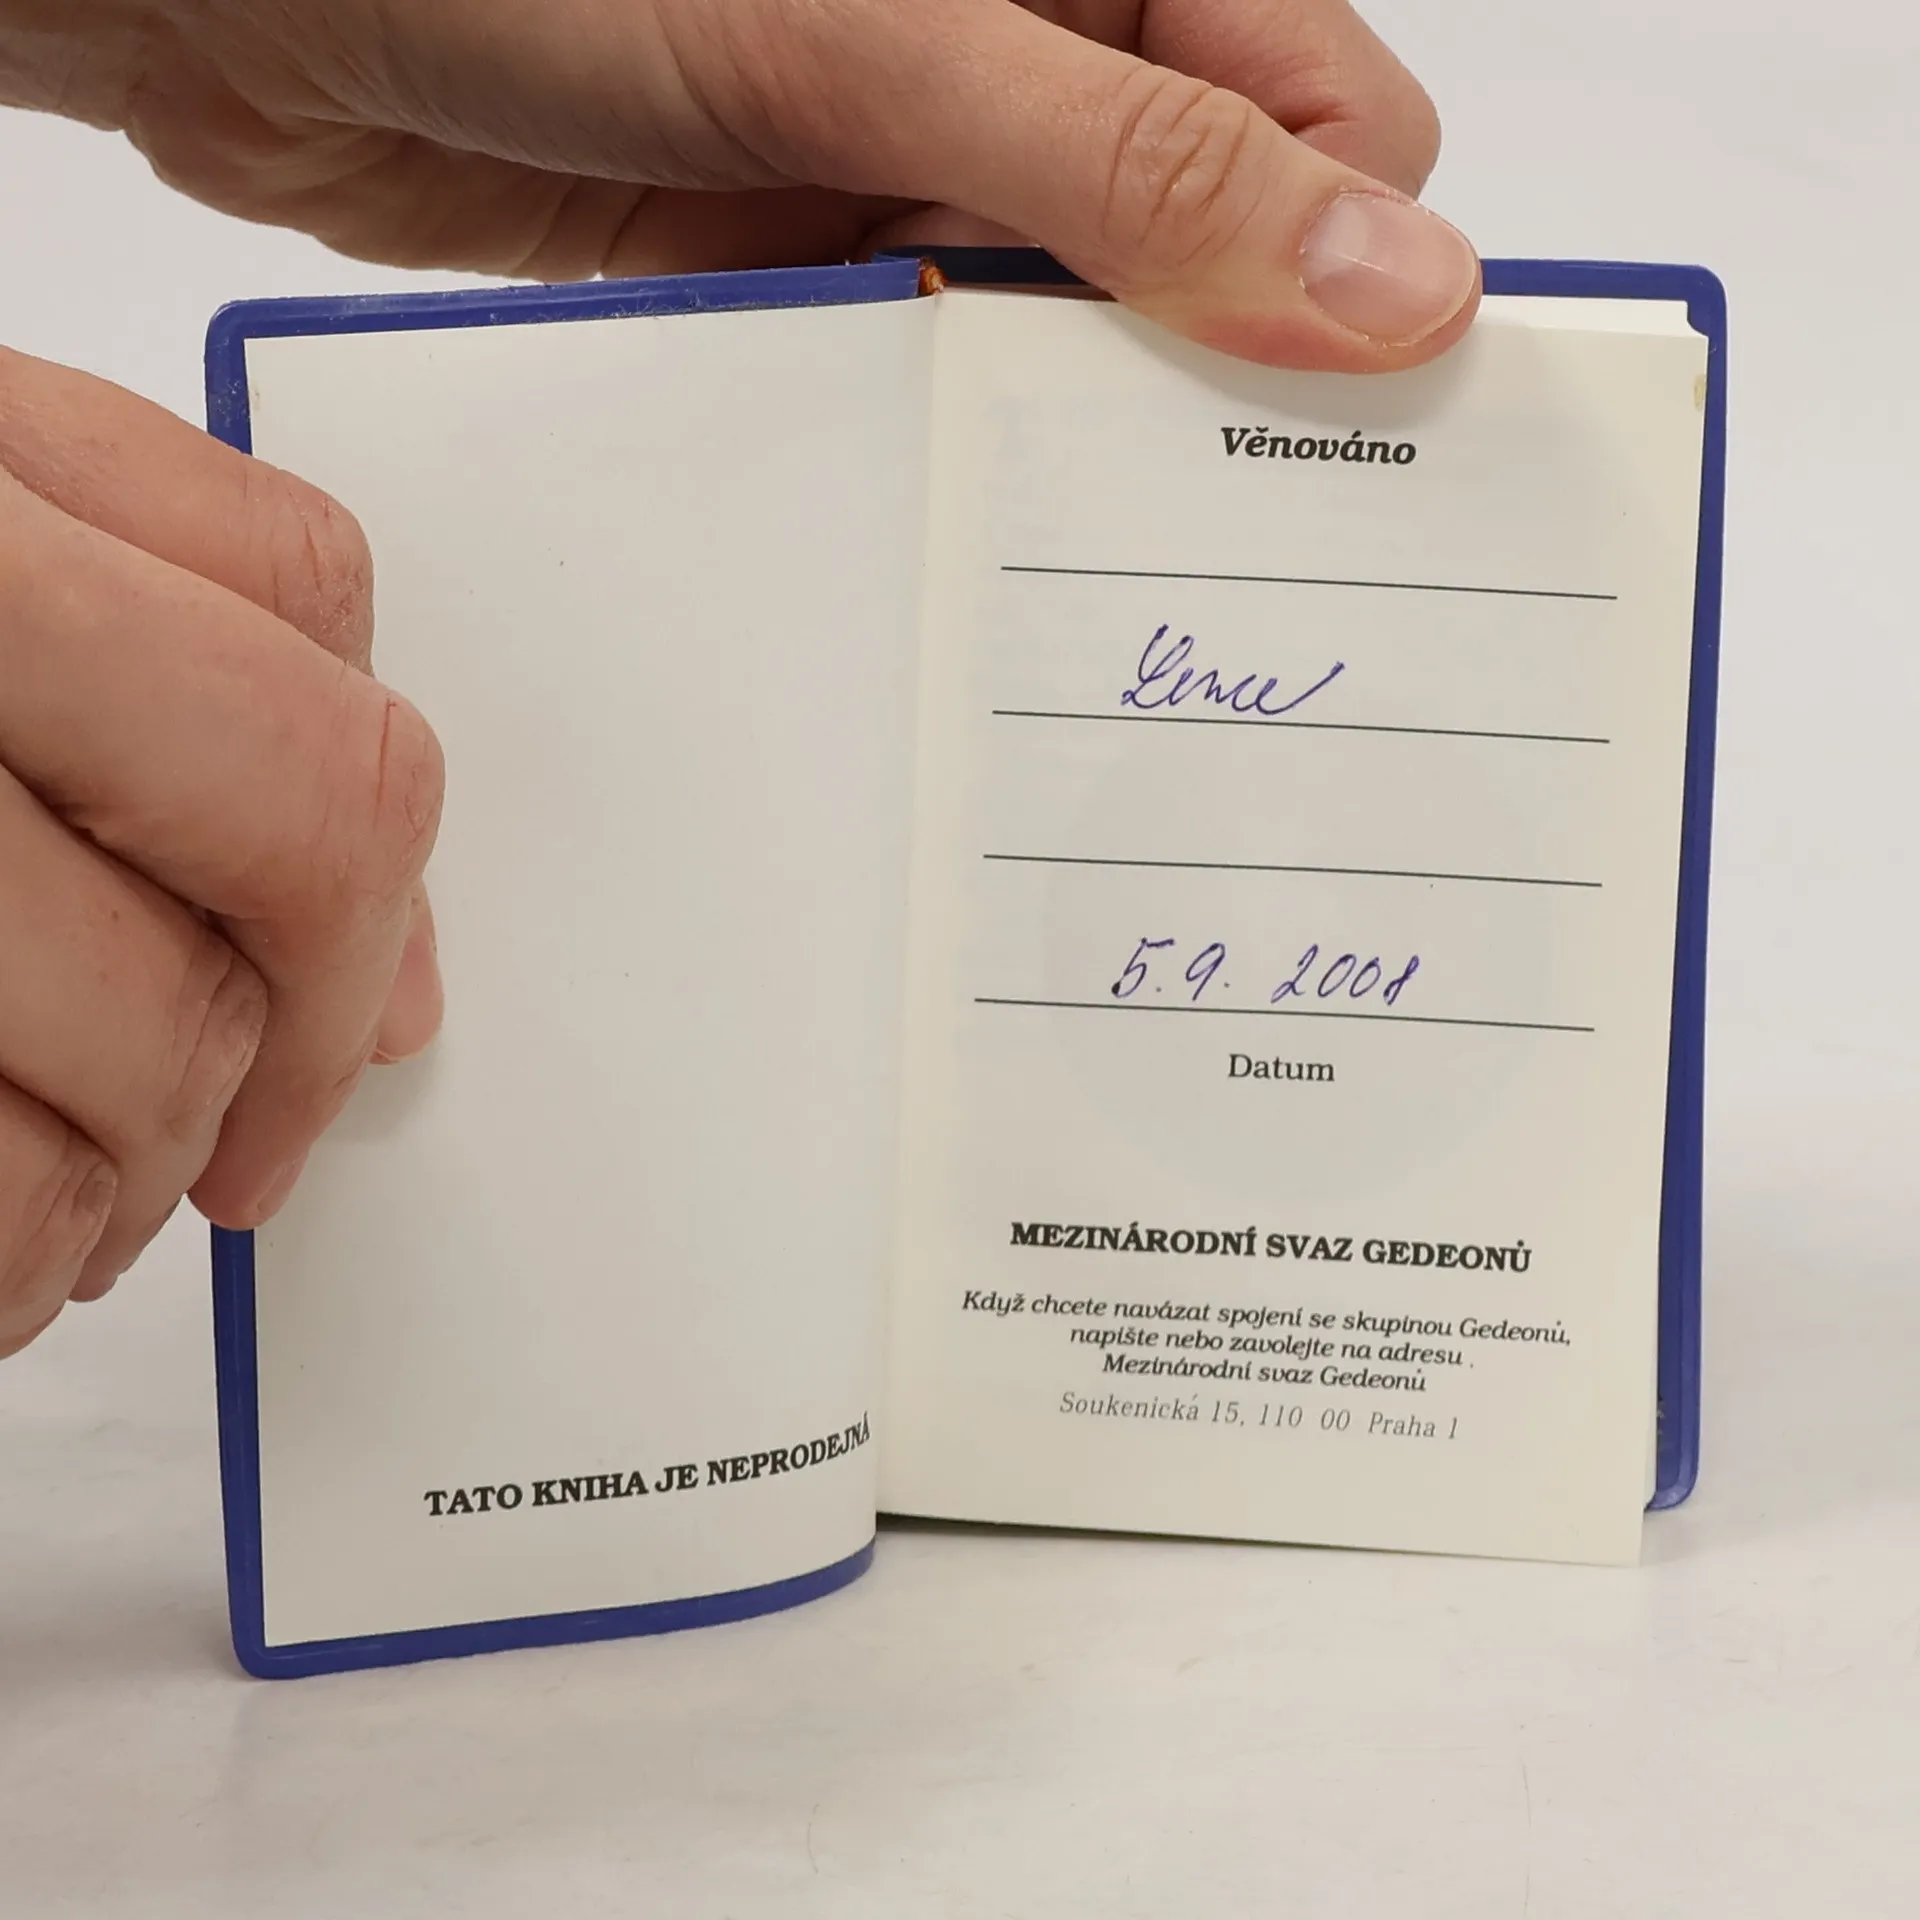 TATO KNIHA JE NEPRODEJNÁ
Věnováno
Lence
5. 9. 2008
Datum
MEZINÁRODNÍ SVAZ GEDEONŮ
Když chcete navázat spojení se skupinou Gedeonů,
napište nebo zavolejte na adresu .
Mezinárodní svaz Gedeonů
Soukenická 15, 110 00 Praha 1